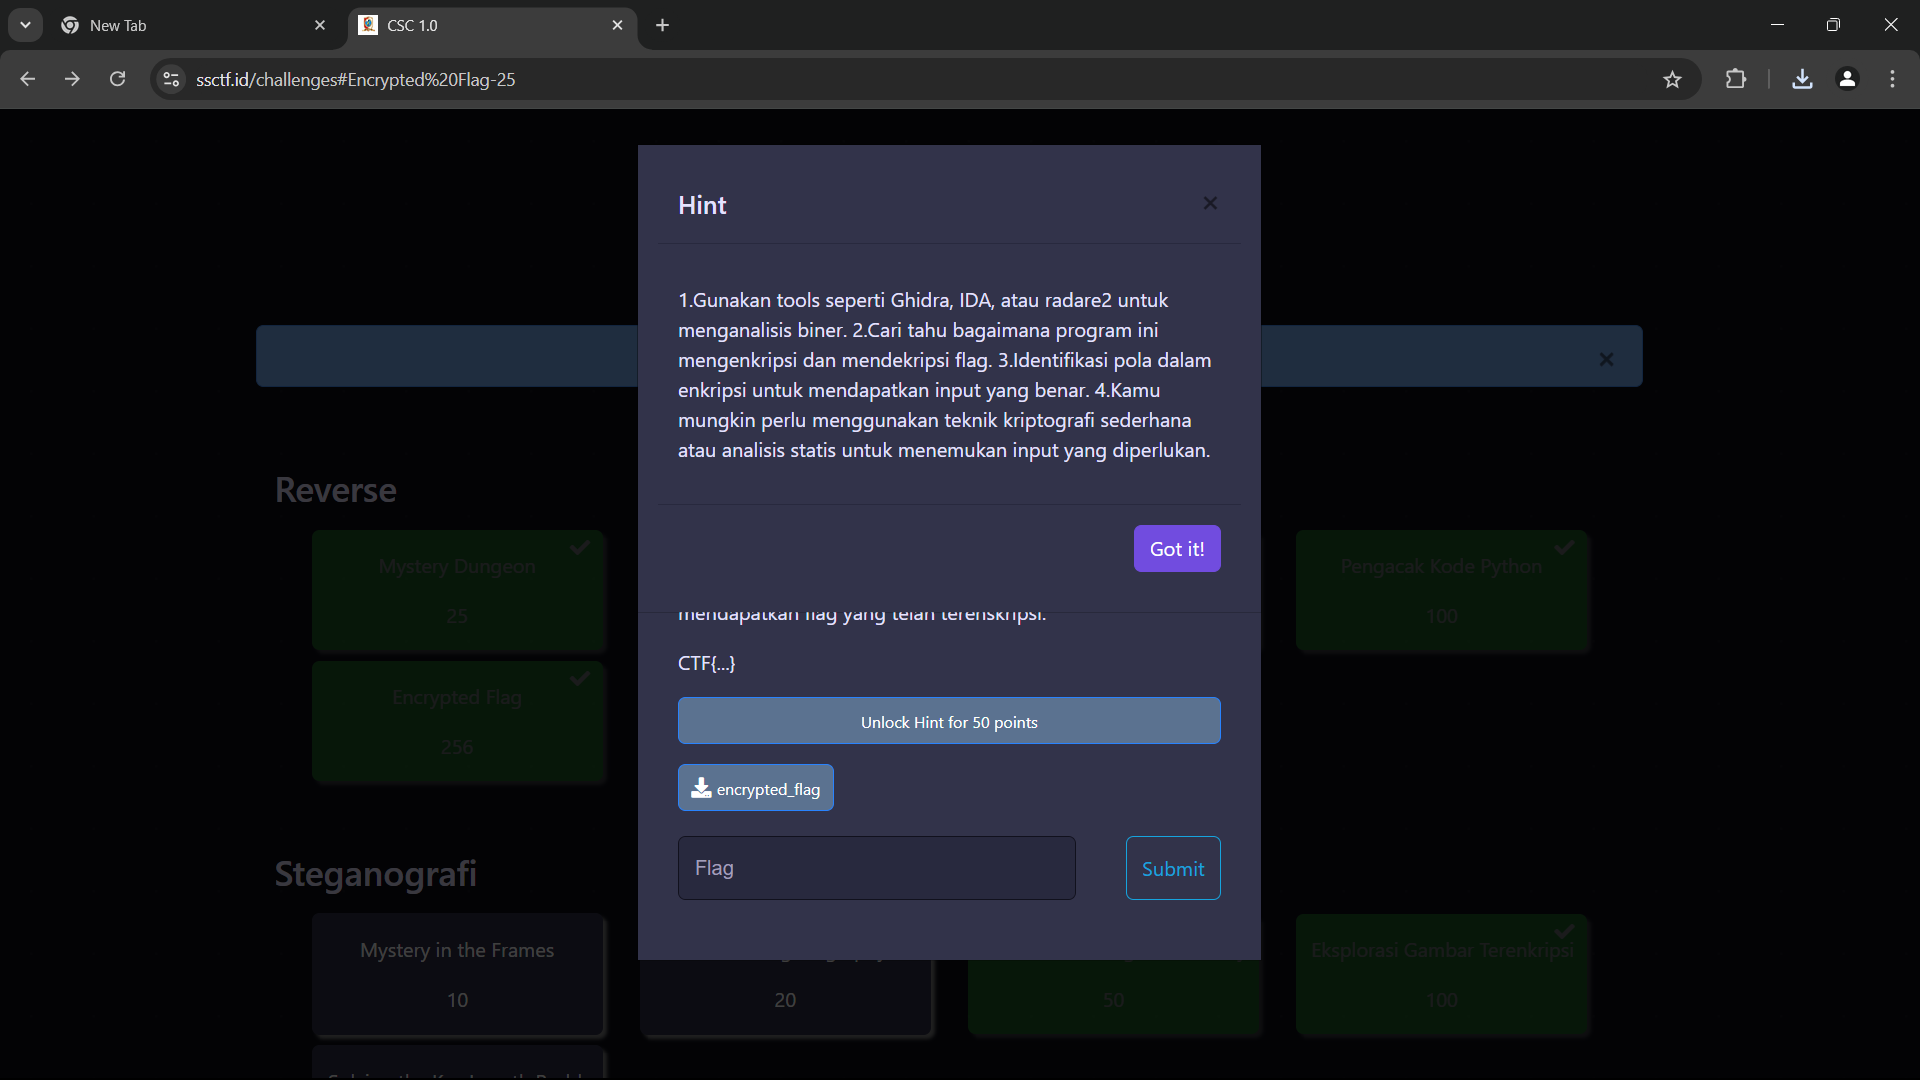 New Tab
CSC 1.0
ssctf.id/challenges#Encrypted%20Flag-25
Hint
1.Gunakan tools seperti Ghidra, IDA, atau radare2 untuk
menganalisis biner. 2.Cari tahu bagaimana program ini
mengenkripsi dan mendekripsi flag. 3.Identifikasi pola dalam
enkripsi untuk mendapatkan input yang benar. 4.Kamu
mungkin perlu menggunakan teknik kriptografi sederhana
atau analisis statis untuk menemukan input yang diperlukan.
Got it!
mendapatkan flag yang telah terenskripsi.
CTF{...}
Unlock Hint for 50 points
encrypted_flag
Flag
Submit
Reverse
Mystery Dungeon
25
Pengacak Kode Python
100
Encrypted Flag
256
Steganografi
Mystery in the Frames
10
20
50
Eksplorasi Gambar Terenkripsi
100